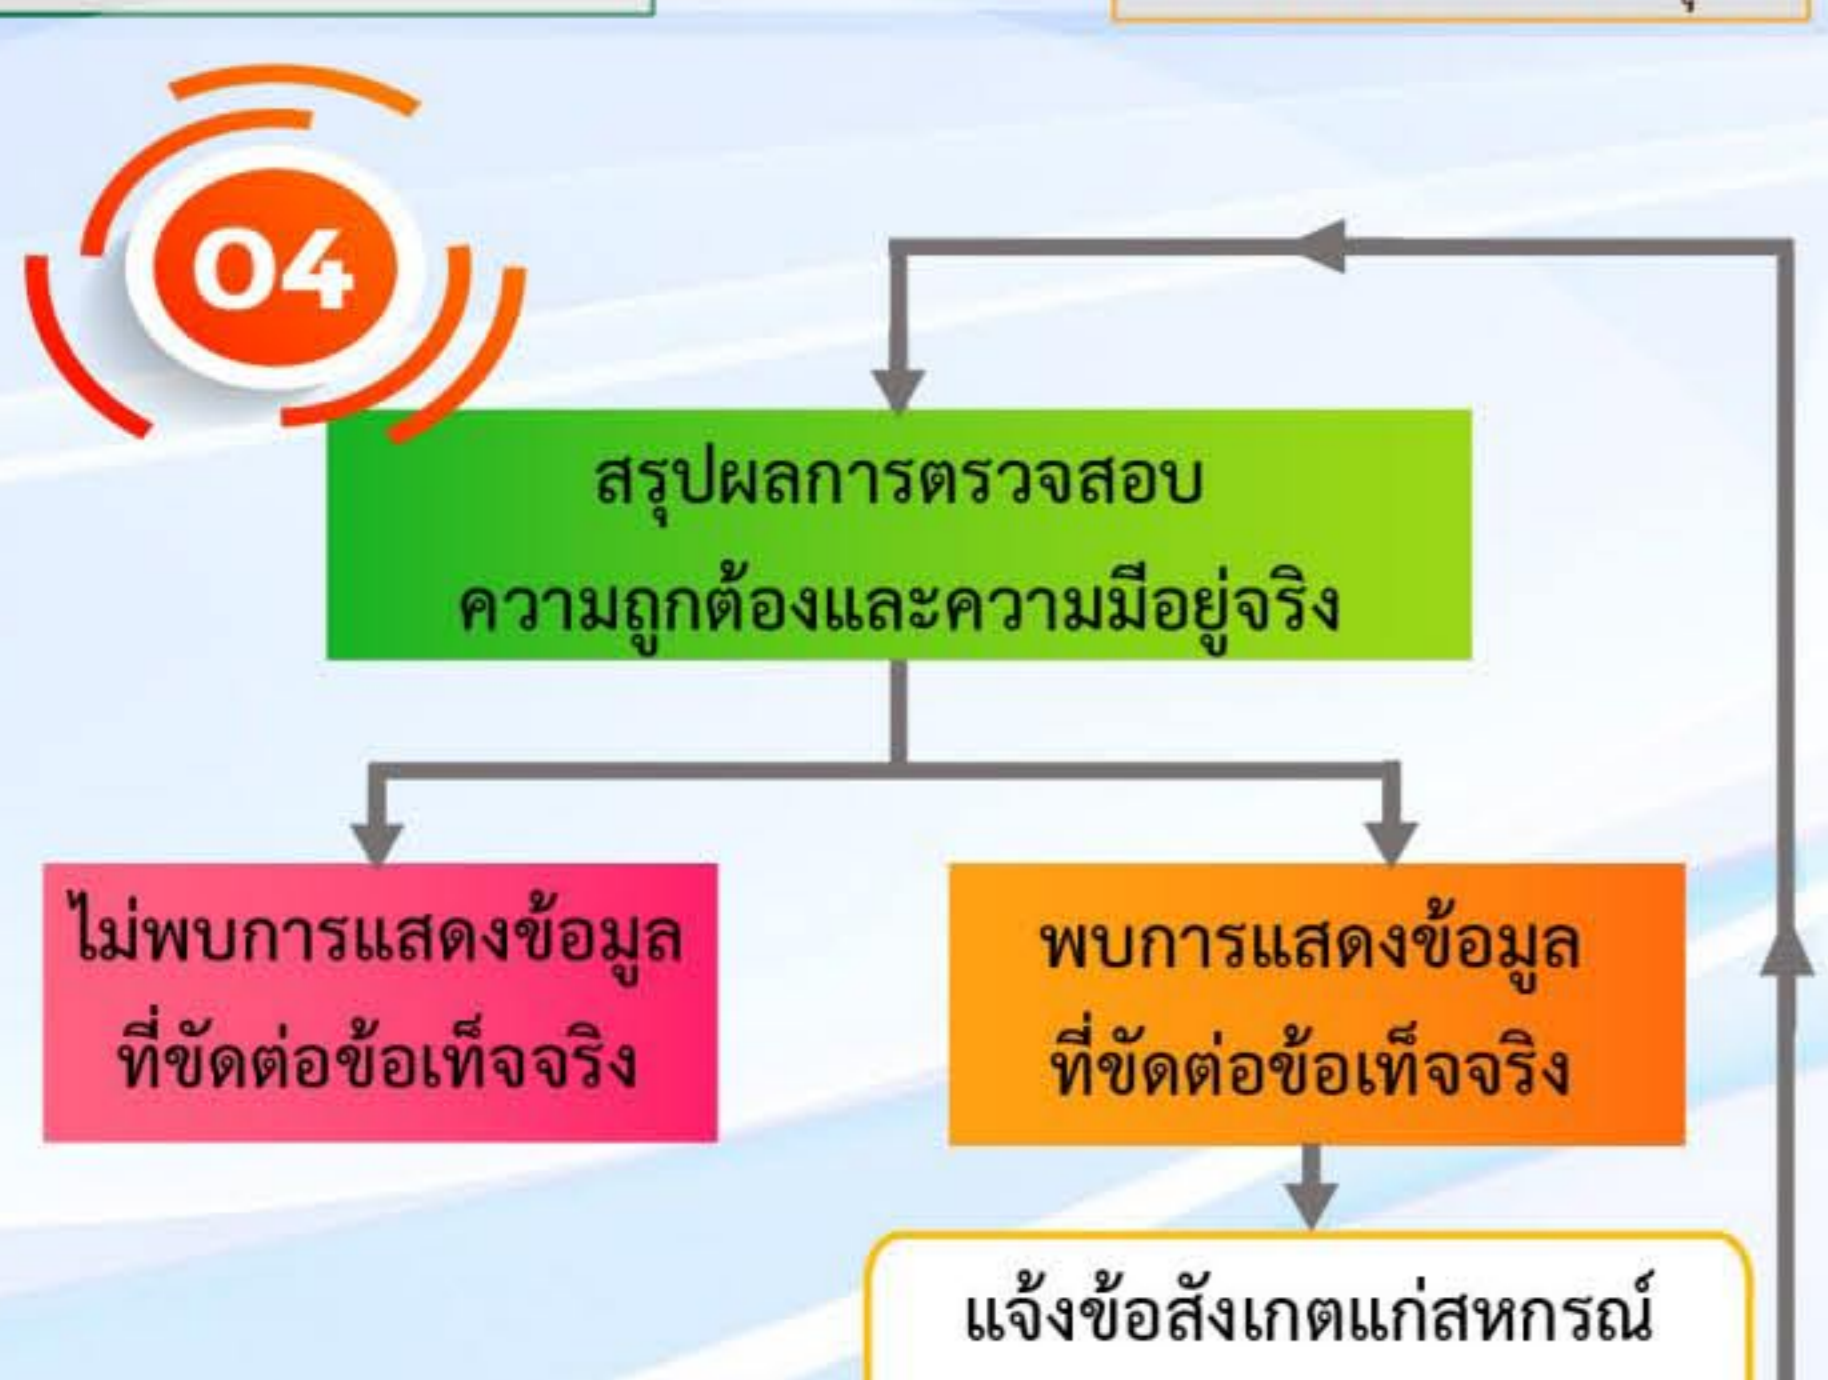 04
สรุปผลการตรวจสอบ
ความถูกต้องและความมีอยู่จริง
ไม่พบการแสดงข้อมูล
ที่ขัดต่อข้อเท็จจริง
พบการแสดงข้อมูล
ที่ขัดต่อข้อเท็จจริง
แจ้งข้อสังเกตแก่สหกรณ์